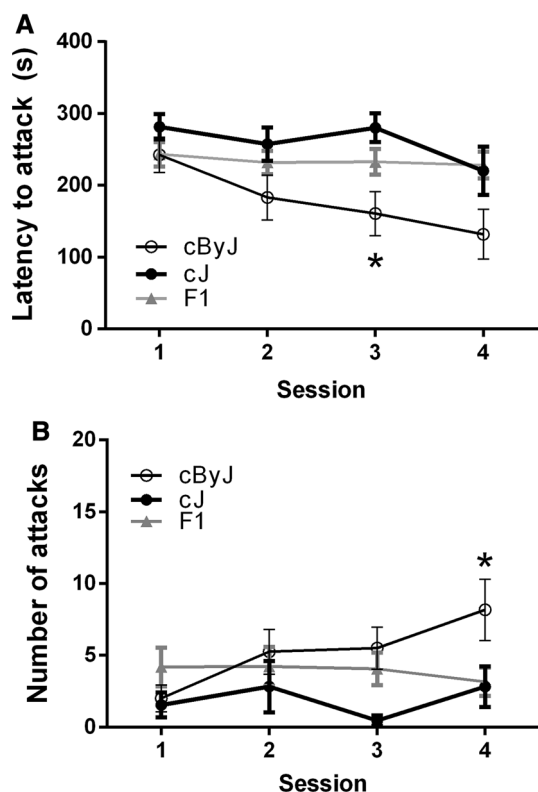 A
Latency to attack (s)
400
300
200
100
0
cByJ
cJ
F1
*
1 2 3 4
Session
B
Number of attacks
20
15
10
5
0
cByJ
cJ
F1
*
1 2 3 4
Session